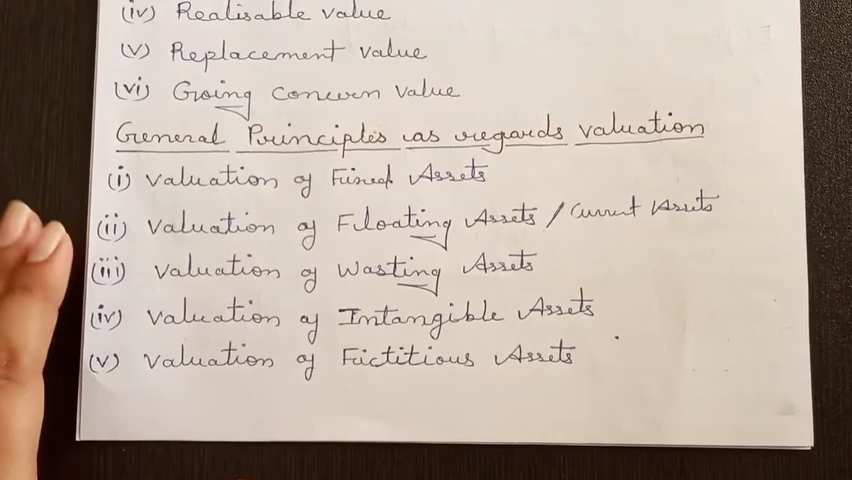 (iv) Realisable value
(v) Replacement value
(vi) Going concern value
General Principles as regards valuation
(i) valuation of Fixed Assets
(ii) valuation of Floating Assets / Current Assets
(iii) valuation of Wasting Assets
(iv) valuation of Intangible Assets
(v) valuation of Fictitious Assets